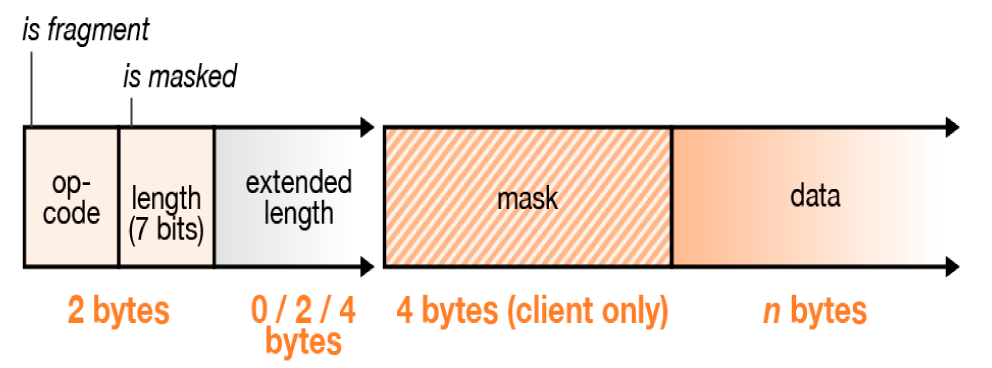 is fragment
is masked
op-
code
length
(7 bits)
extended
length
mask
data
2 bytes
0 / 2 / 4
bytes
4 bytes (client only)
n bytes